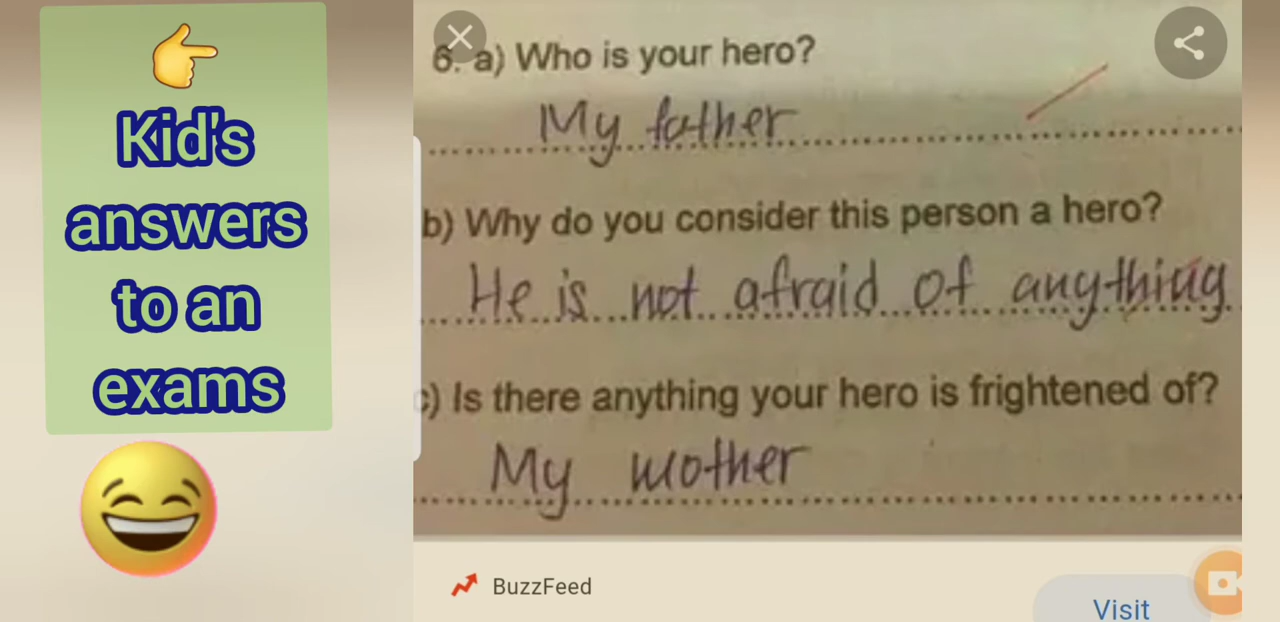 Kid's
answers
to an
exams
6. a) Who is your hero?
My father
b) Why do you consider this person a hero?
He is not afraid of anything
c) Is there anything your hero is frightened of?
My mother
BuzzFeed
Visit